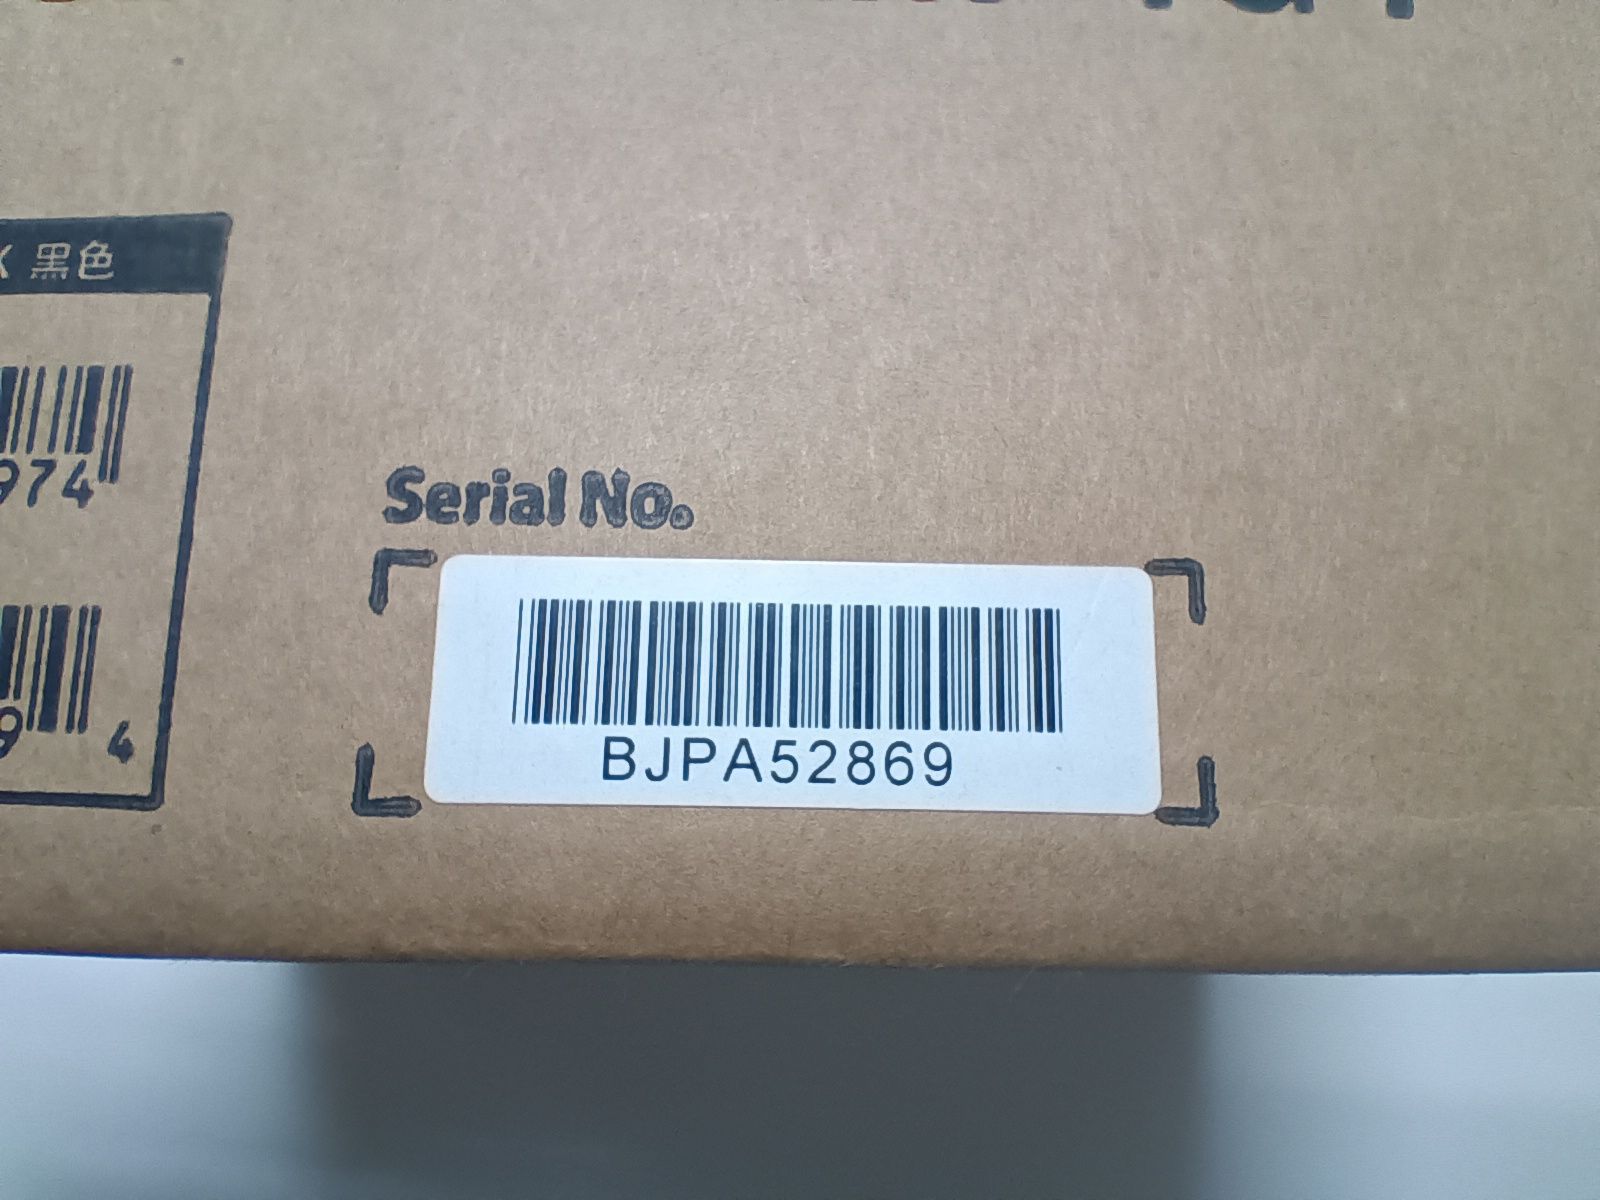 黑色
974
Serial No.
9 4
BJPA52869